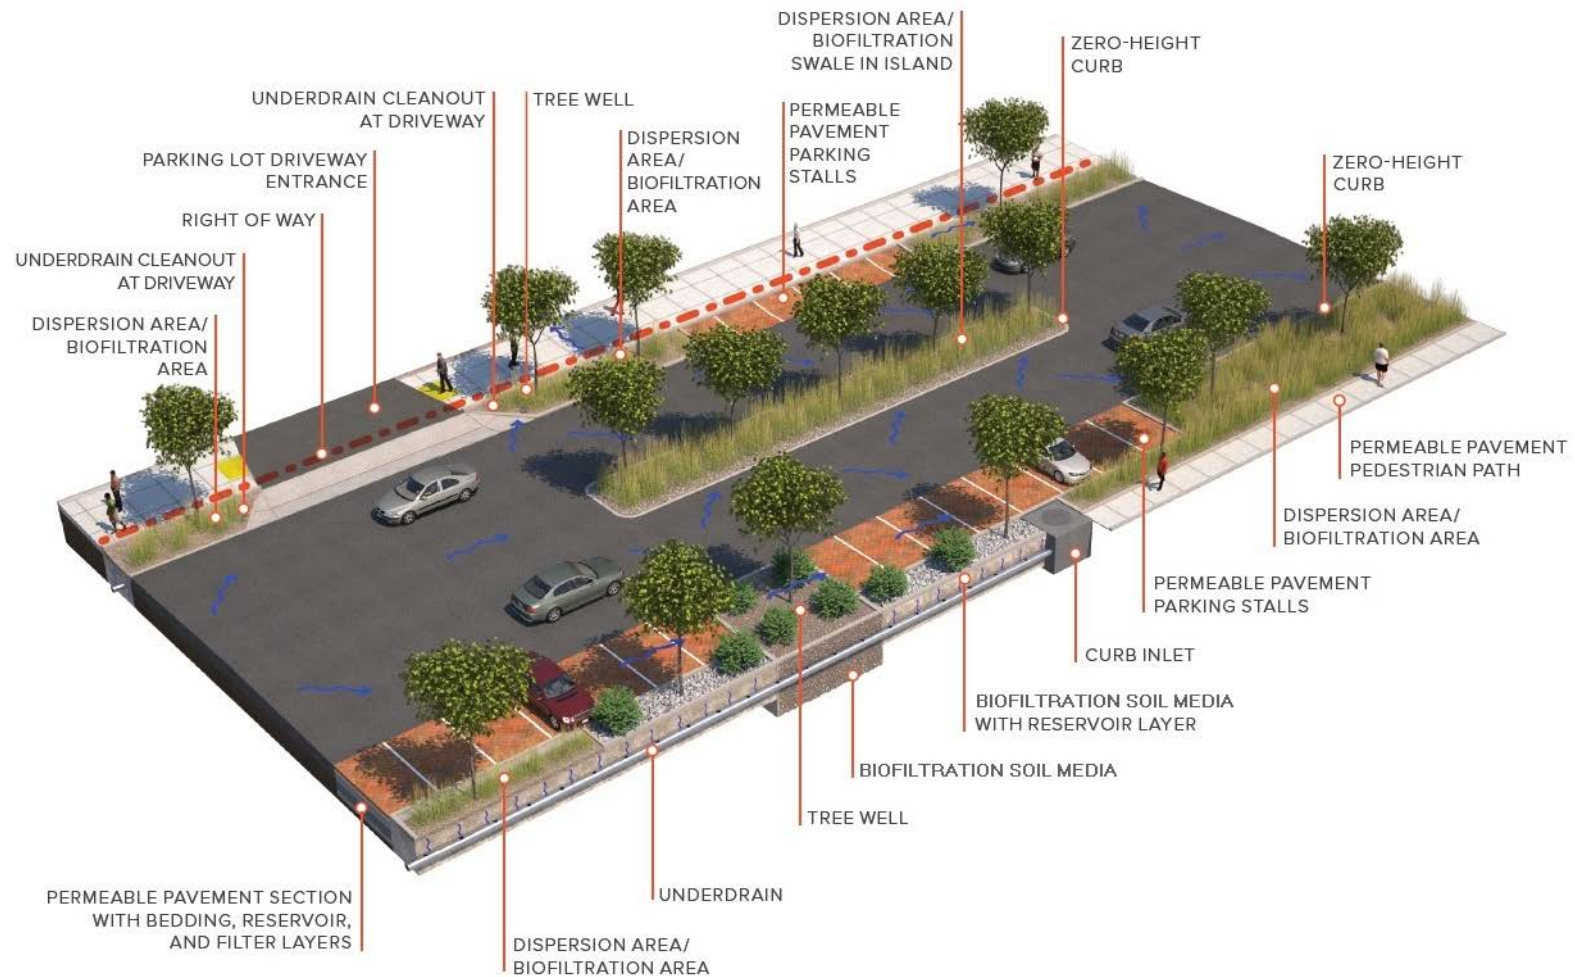 DISPERSION AREA/
BIOFILTRATION
SWALE IN ISLAND
ZERO-HEIGHT
CURB
UNDERDRAIN CLEANOUT
AT DRIVEWAY
TREE WELL
PERMEABLE
PAVEMENT
PARKING
STALLS
DISPERSION
AREA/
BIOFILTRATION
AREA
PARKING LOT DRIVEWAY
ENTRANCE
ZERO-HEIGHT
CURB
RIGHT OF WAY
UNDERDRAIN CLEANOUT
AT DRIVEWAY
DISPERSION AREA/
BIOFILTRATION
AREA
PERMEABLE PAVEMENT
PEDESTRIAN PATH
DISPERSION AREA/
BIOFILTRATION AREA
PERMEABLE PAVEMENT
PARKING STALLS
CURB INLET
BIOFILTRATION SOIL MEDIA
WITH RESERVOIR LAYER
BIOFILTRATION SOIL MEDIA
TREE WELL
UNDERDRAIN
PERMEABLE PAVEMENT SECTION
WITH BEDDING, RESERVOIR,
AND FILTER LAYERS
DISPERSION AREA/
BIOFILTRATION AREA